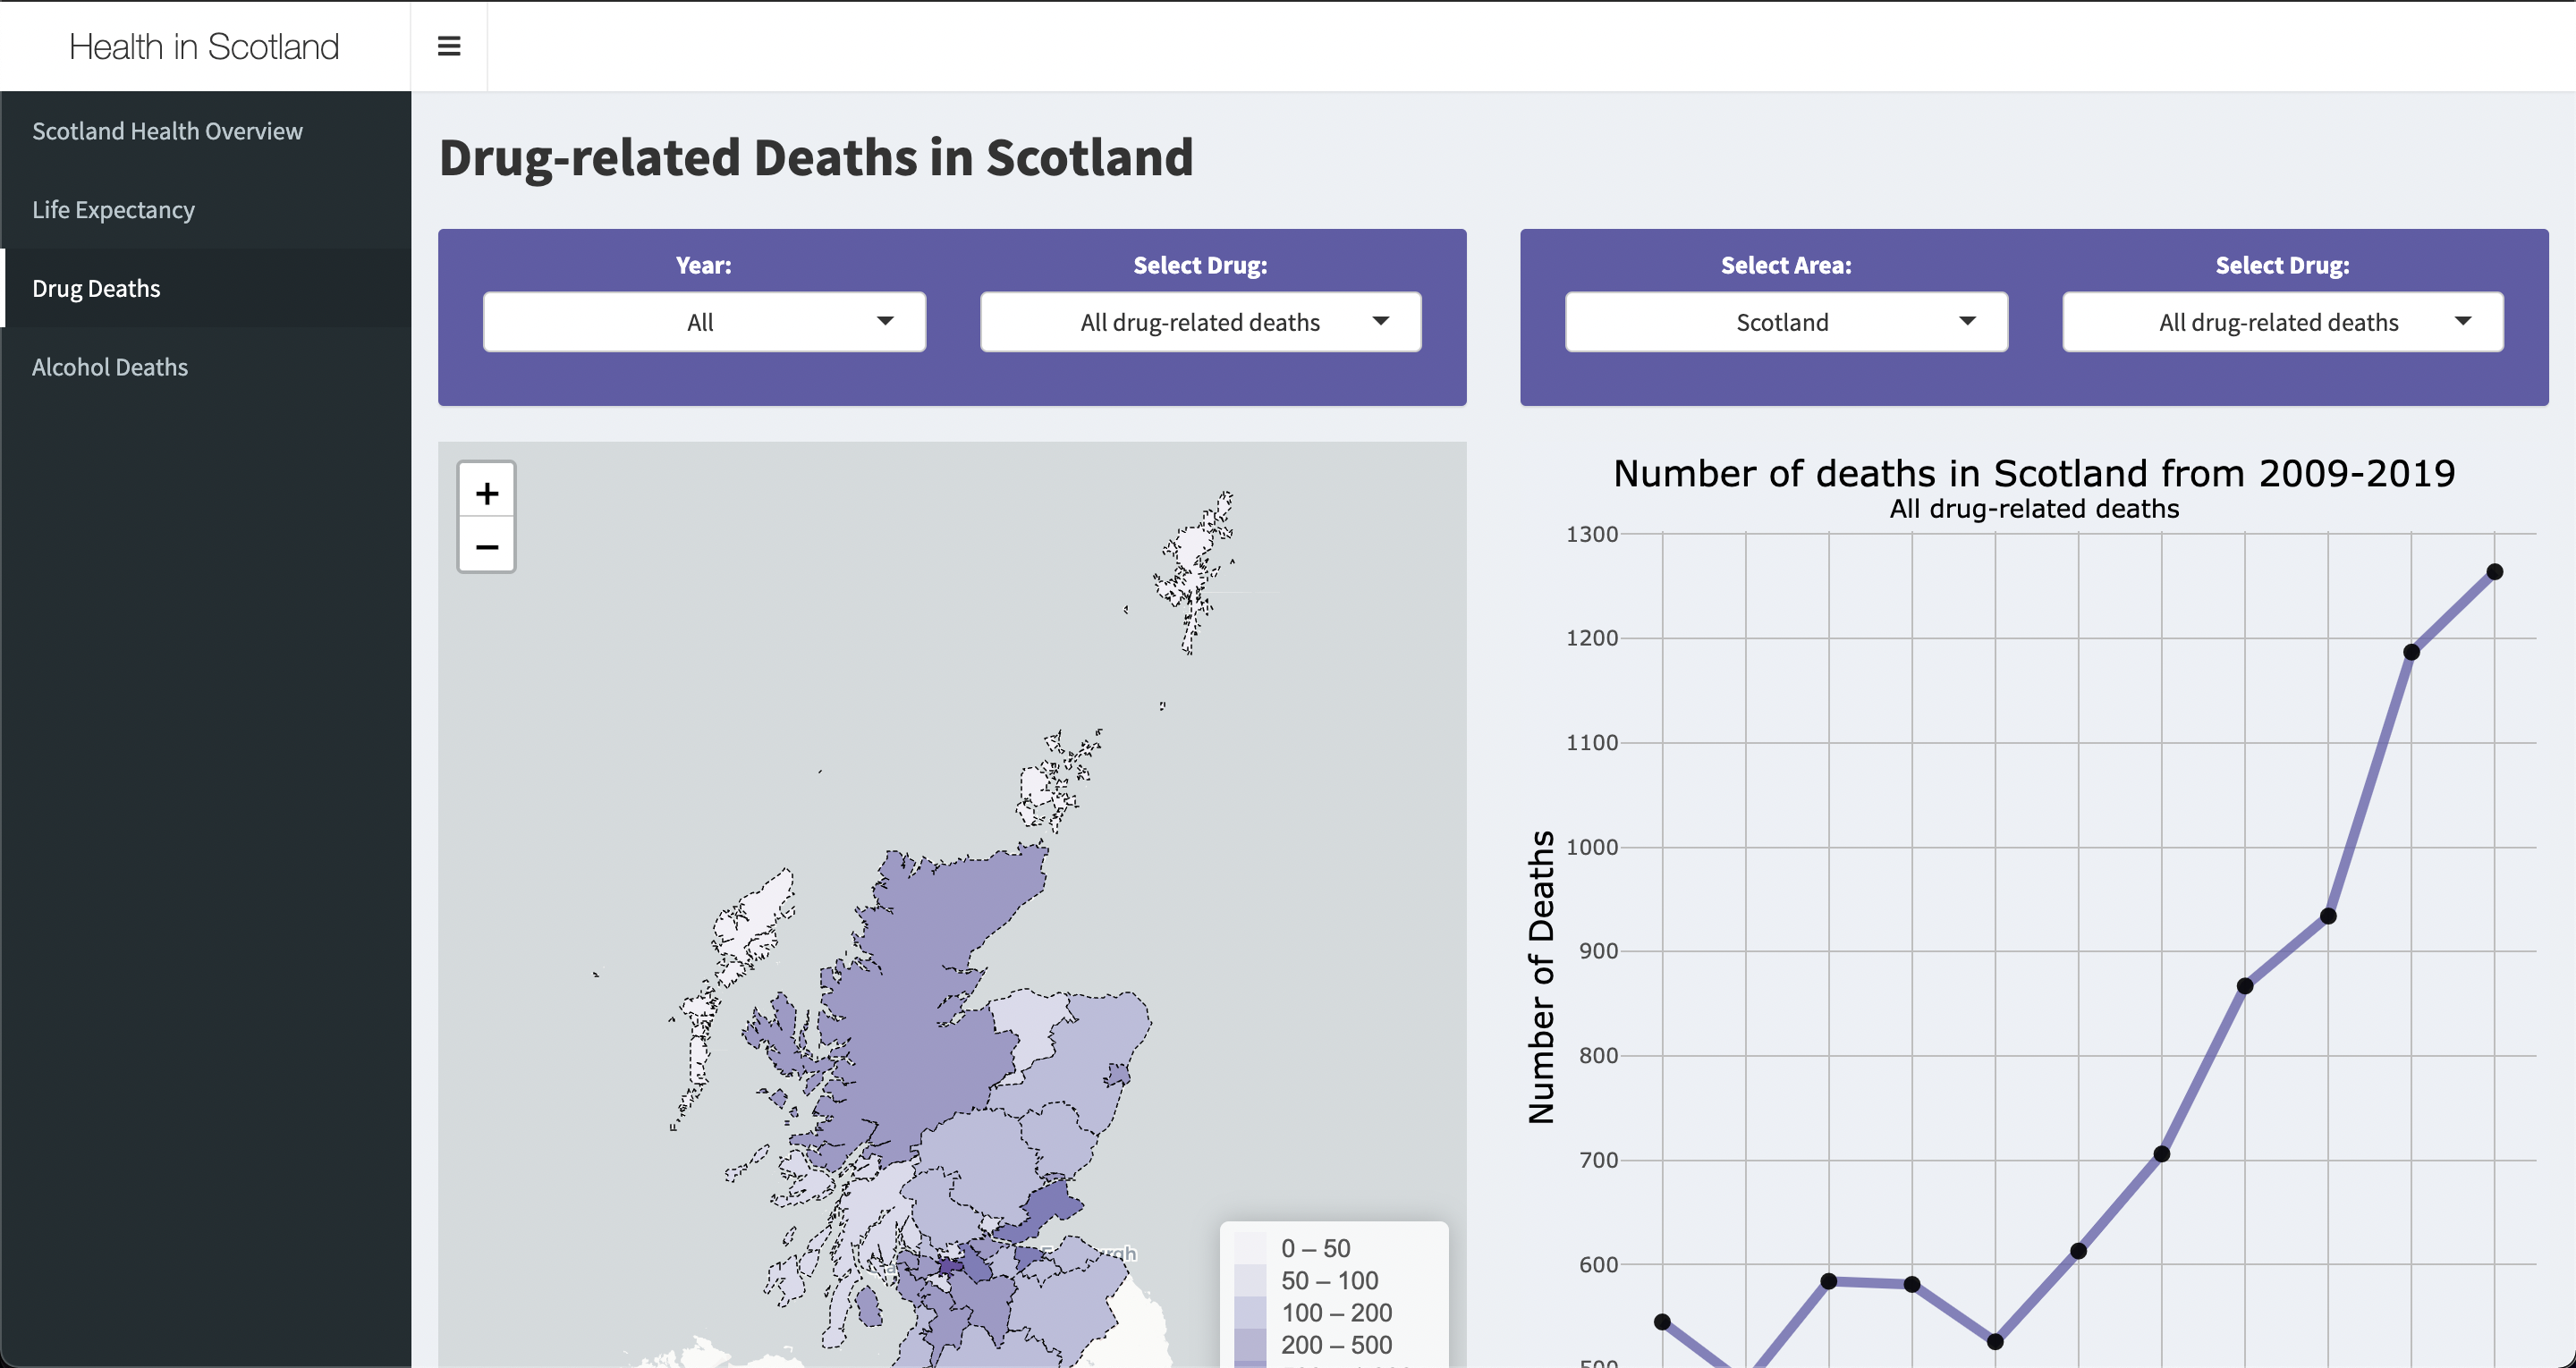 Health in Scotland
Scotland Health Overview
Life Expectancy
Drug Deaths
Alcohol Deaths
Drug-related Deaths in Scotland
Year:
Select Drug:
All
All drug-related deaths
Select Area:
Select Drug:
Scotland
All drug-related deaths
+
−
0 – 50
50 – 100
100 – 200
200 – 500
Number of deaths in Scotland from 2009-2019
All drug-related deaths
Number of Deaths
1300
1200
1100
1000
900
800
700
600
500